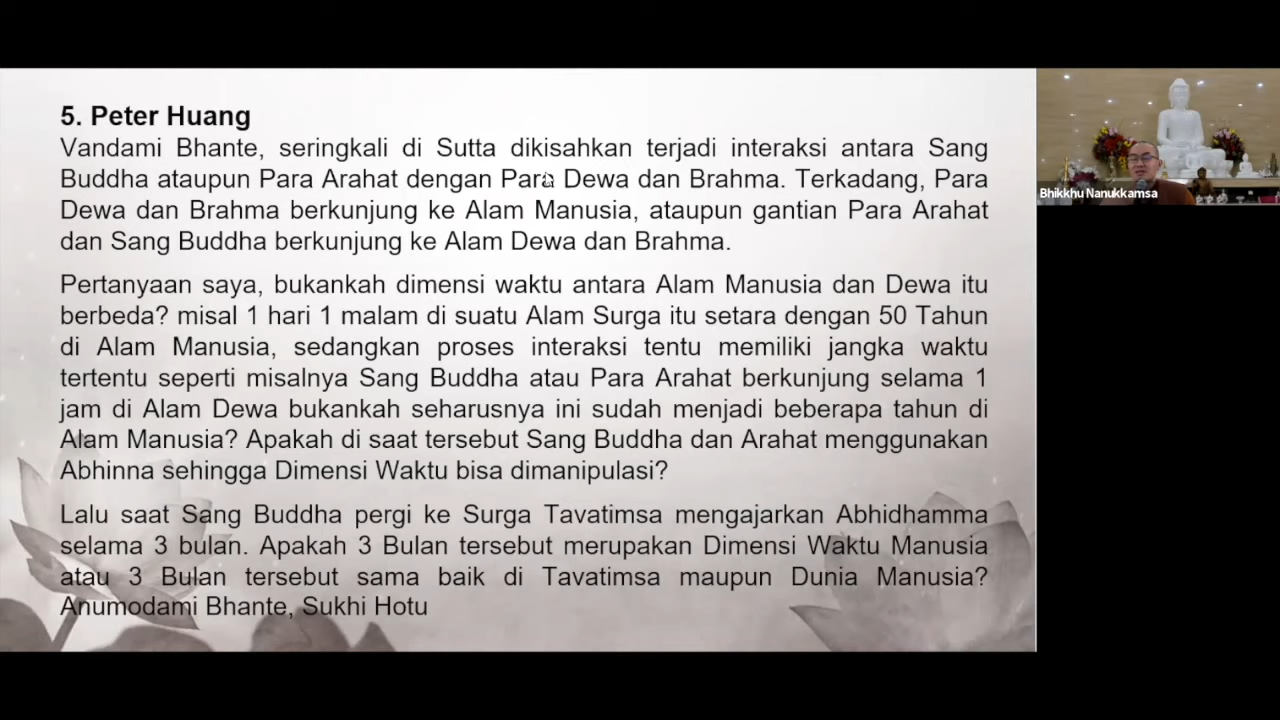 5. Peter Huang
Vandami Bhante, seringkali di Sutta dikisahkan terjadi interaksi antara Sang
Buddha ataupun Para Arahat dengan Para Dewa dan Brahma. Terkadang, Para
Dewa dan Brahma berkunjung ke Alam Manusia, ataupun gantian Para Arahat
dan Sang Buddha berkunjung ke Alam Dewa dan Brahma.
Pertanyaan saya, bukankah dimensi waktu antara Alam Manusia dan Dewa itu
berbeda? misal 1 hari 1 malam di suatu Alam Surga itu setara dengan 50 Tahun
di Alam Manusia, sedangkan proses interaksi tentu memiliki jangka waktu
tertentu seperti misalnya Sang Buddha atau Para Arahat berkunjung selama 1
jam di Alam Dewa bukankah seharusnya ini sudah menjadi beberapa tahun di
Alam Manusia? Apakah di saat tersebut Sang Buddha dan Arahat menggunakan
Abhinna sehingga Dimensi Waktu bisa dimanipulasi?
Lalu saat Sang Buddha pergi ke Surga Tavatimsa mengajarkan Abhidhamma
selama 3 bulan. Apakah 3 Bulan tersebut merupakan Dimensi Waktu Manusia
atau 3 Bulan tersebut sama baik di Tavatimsa maupun Dunia Manusia?
Anumodami Bhante, Sukhi Hotu
Bhikkhu Nanukkamsa